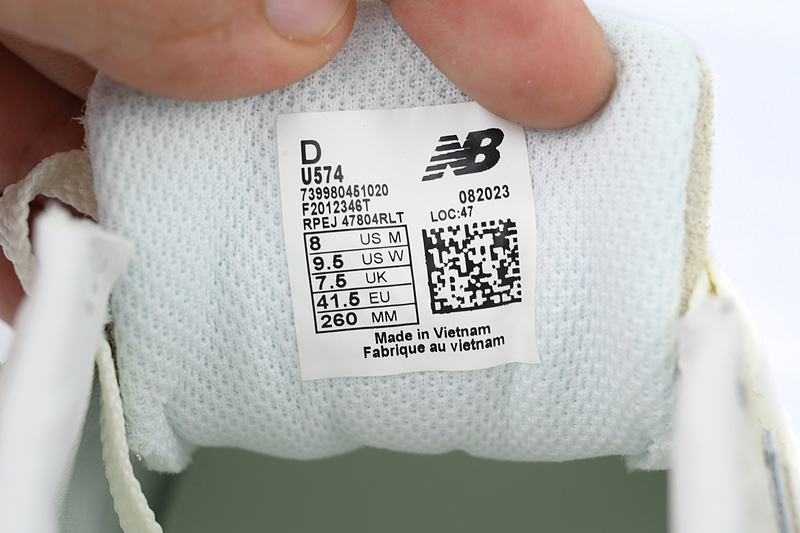 D
U574
739980451020
F2012346T
RPEJ 47804RLT
NB
082023
LOC:47
8 US M
9.5 US W
7.5 UK
41.5 EU
260 MM
Made in Vietnam
Fabrique au vietnam